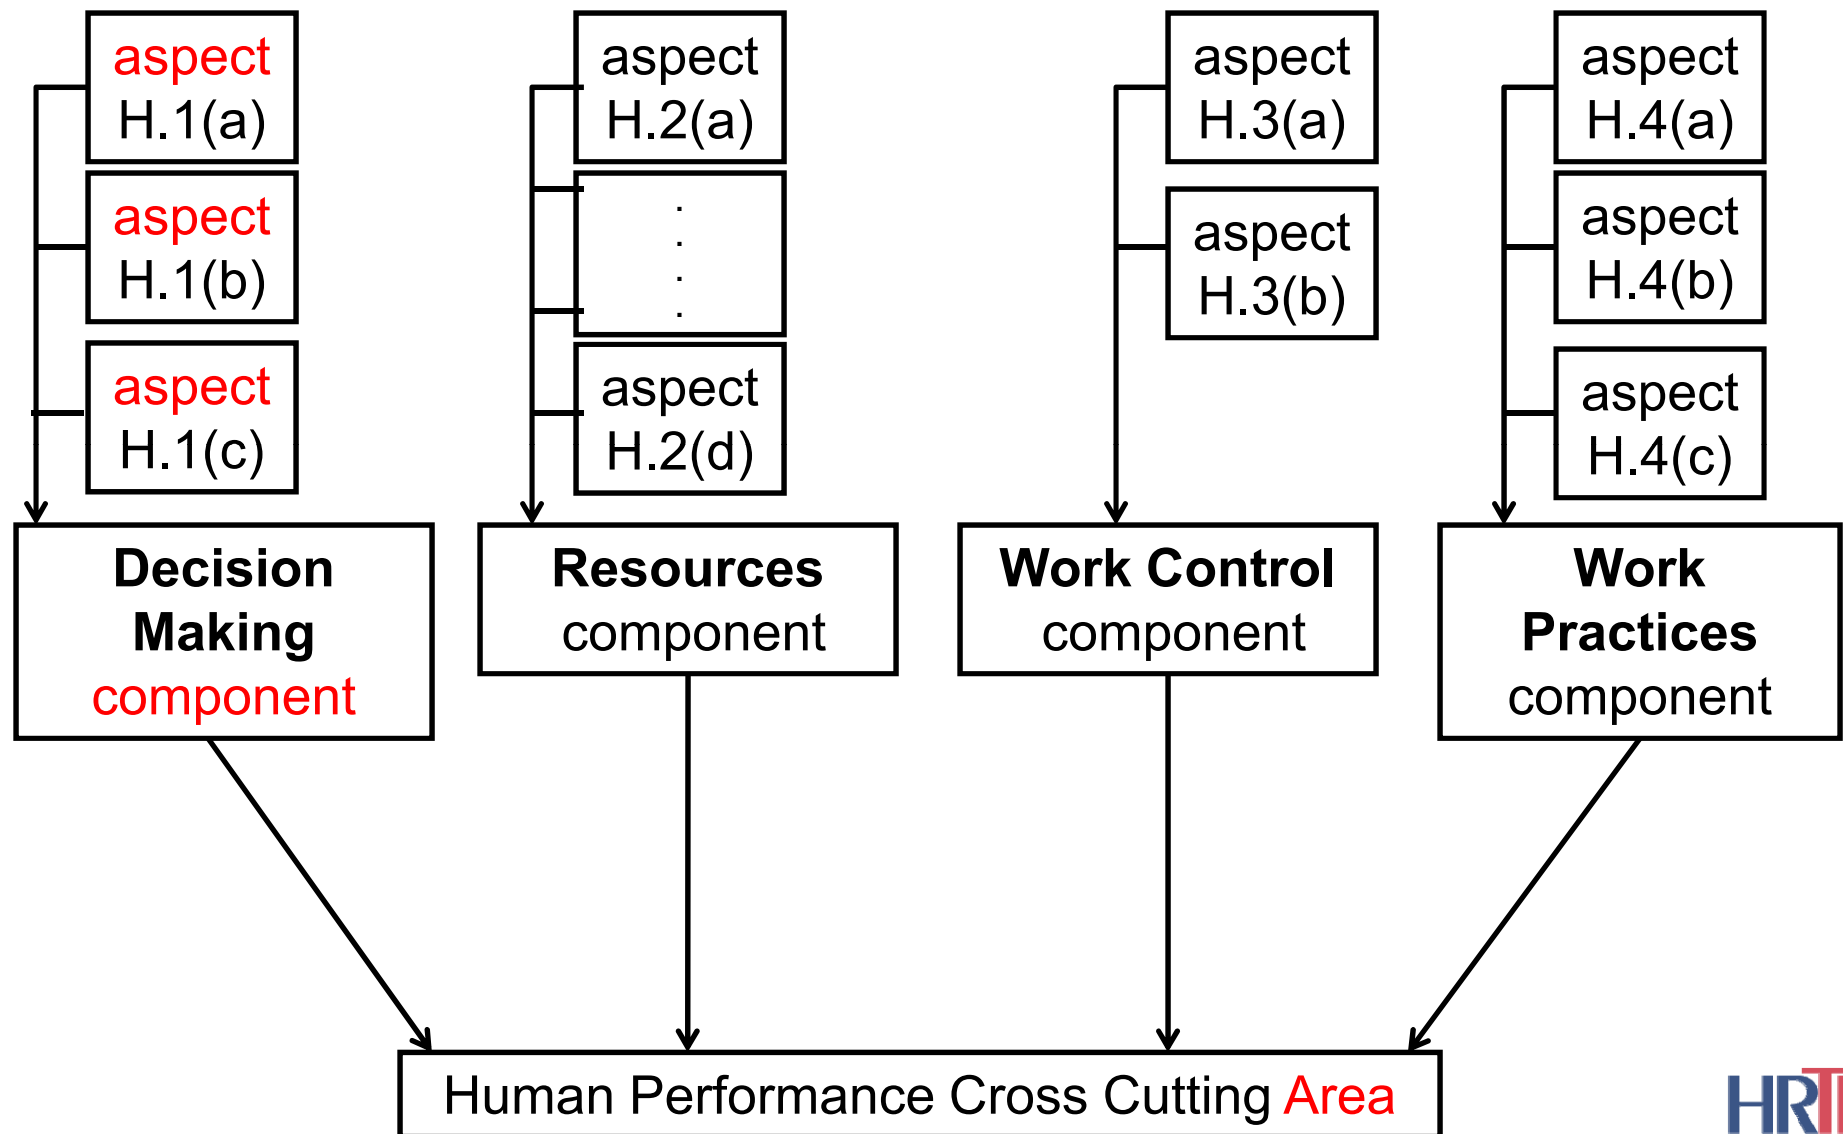 aspect
H.1(a)
aspect
H.1(b)
aspect
H.1(c)
Decision
Making
component
aspect
H.2(a)
.
.
.
.
aspect
H.2(d)
Resources
component
aspect
H.3(a)
aspect
H.3(b)
Work Control
component
aspect
H.4(a)
aspect
H.4(b)
aspect
H.4(c)
Work
Practices
component
Human Performance Cross Cutting Area
HRTI